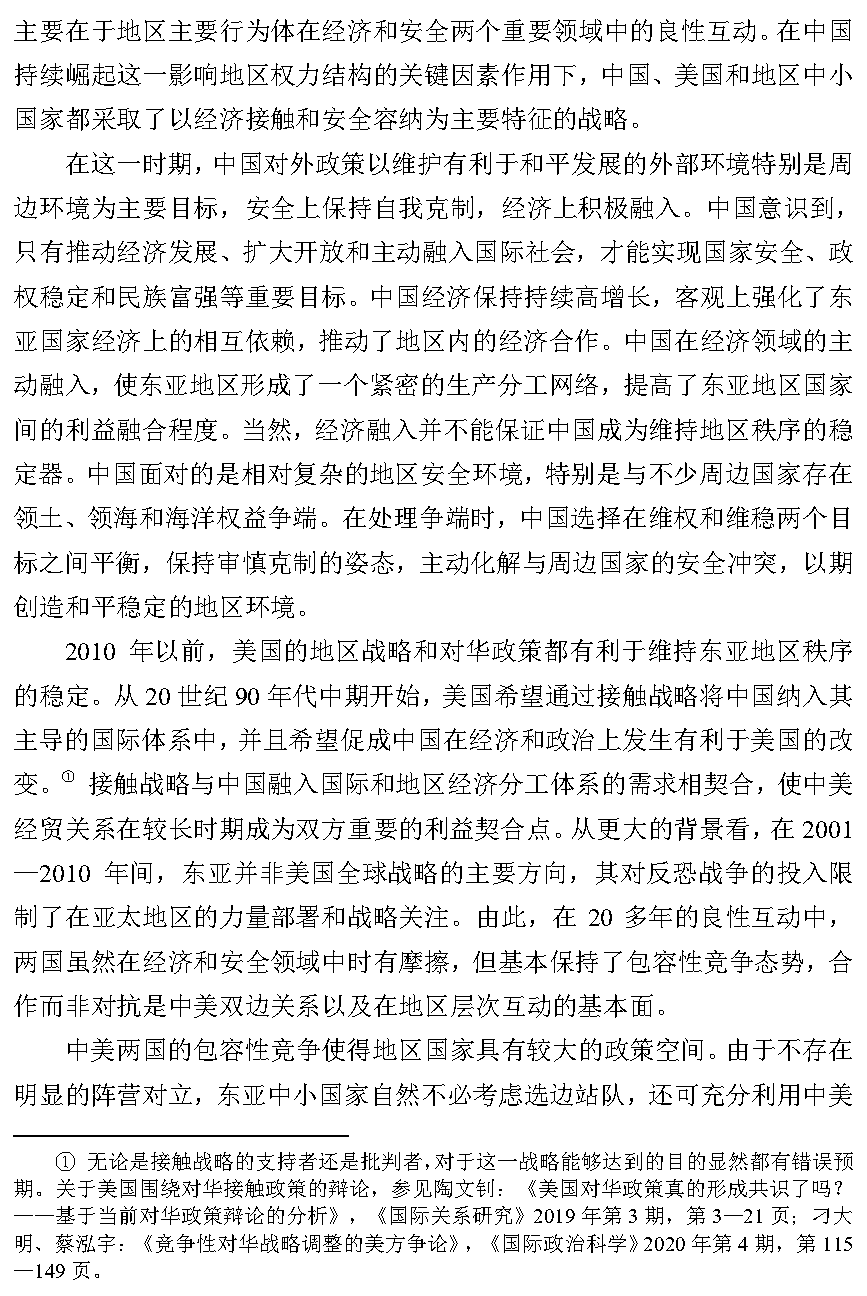 主要在于地区主要行为体在经济和安全两个重要领域中的良性互动。在中国
持续崛起这一影响地区权力结构的关键因素作用下，中国、美国和地区中小
国家都采取了以经济接触和安全容纳为主要特征的战略。
在这一时期，中国对外政策以维护有利于和平发展的外部环境特别是周
边环境为主要目标，安全上保持自我克制，经济上积极融入。中国意识到，
只有推动经济发展、扩大开放和主动融入国际社会，才能实现国家安全、政
权稳定和民族富强等重要目标。中国经济保持持续高增长，客观上强化了东
亚国家经济上的相互依赖，推动了地区内的经济合作。中国在经济领域的主
动融入，使东亚地区形成了一个紧密的生产分工网络，提高了东亚地区国家
间的利益融合程度。当然，经济融入并不能保证中国成为维持地区秩序的稳
定器。中国面对的是相对复杂的地区安全环境，特别是与不少周边国家存在
领土、领海和海洋权益争端。在处理争端时，中国选择在维权和维稳两个目
标之间平衡，保持审慎克制的姿态，主动化解与周边国家的安全冲突，以期
创造和平稳定的地区环境。
2010 年以前，美国的地区战略和对华政策都有利于维持东亚地区秩序
的稳定。从 20 世纪 90 年代中期开始，美国希望通过接触战略将中国纳入其
主导的国际体系中，并且希望促成中国在经济和政治上发生有利于美国的改
变。① 接触战略与中国融入国际和地区经济分工体系的需求相契合，使中美
经贸关系在较长时期成为双方重要的利益契合点。从更大的背景看，在 2001
—2010 年间，东亚并非美国全球战略的主要方向，其对反恐战争的投入限
制了在亚太地区的力量部署和战略关注。由此，在 20 多年的良性互动中，
两国虽然在经济和安全领域中时有摩擦，但基本保持了包容性竞争态势，合
作而非对抗是中美双边关系以及在地区层次互动的基本面。
中美两国的包容性竞争使得地区国家具有较大的政策空间。由于不存在
明显的阵营对立，东亚中小国家自然不必考虑选边站队，还可充分利用中美
① 无论是接触战略的支持者还是批判者，对于这一战略能够达到的目的显然都有错误预
期。关于美国围绕对华接触政策的辩论，参见陶文钊：《美国对华政策真的形成共识了吗？
——基于当前对华政策辩论的分析》，《国际关系研究》2019 年第 3 期，第 3—21 页；刁大
明、蔡泓宇：《竞争性对华战略调整的美方争论》，《国际政治科学》2020 年第 4 期，第 115
—149 页。